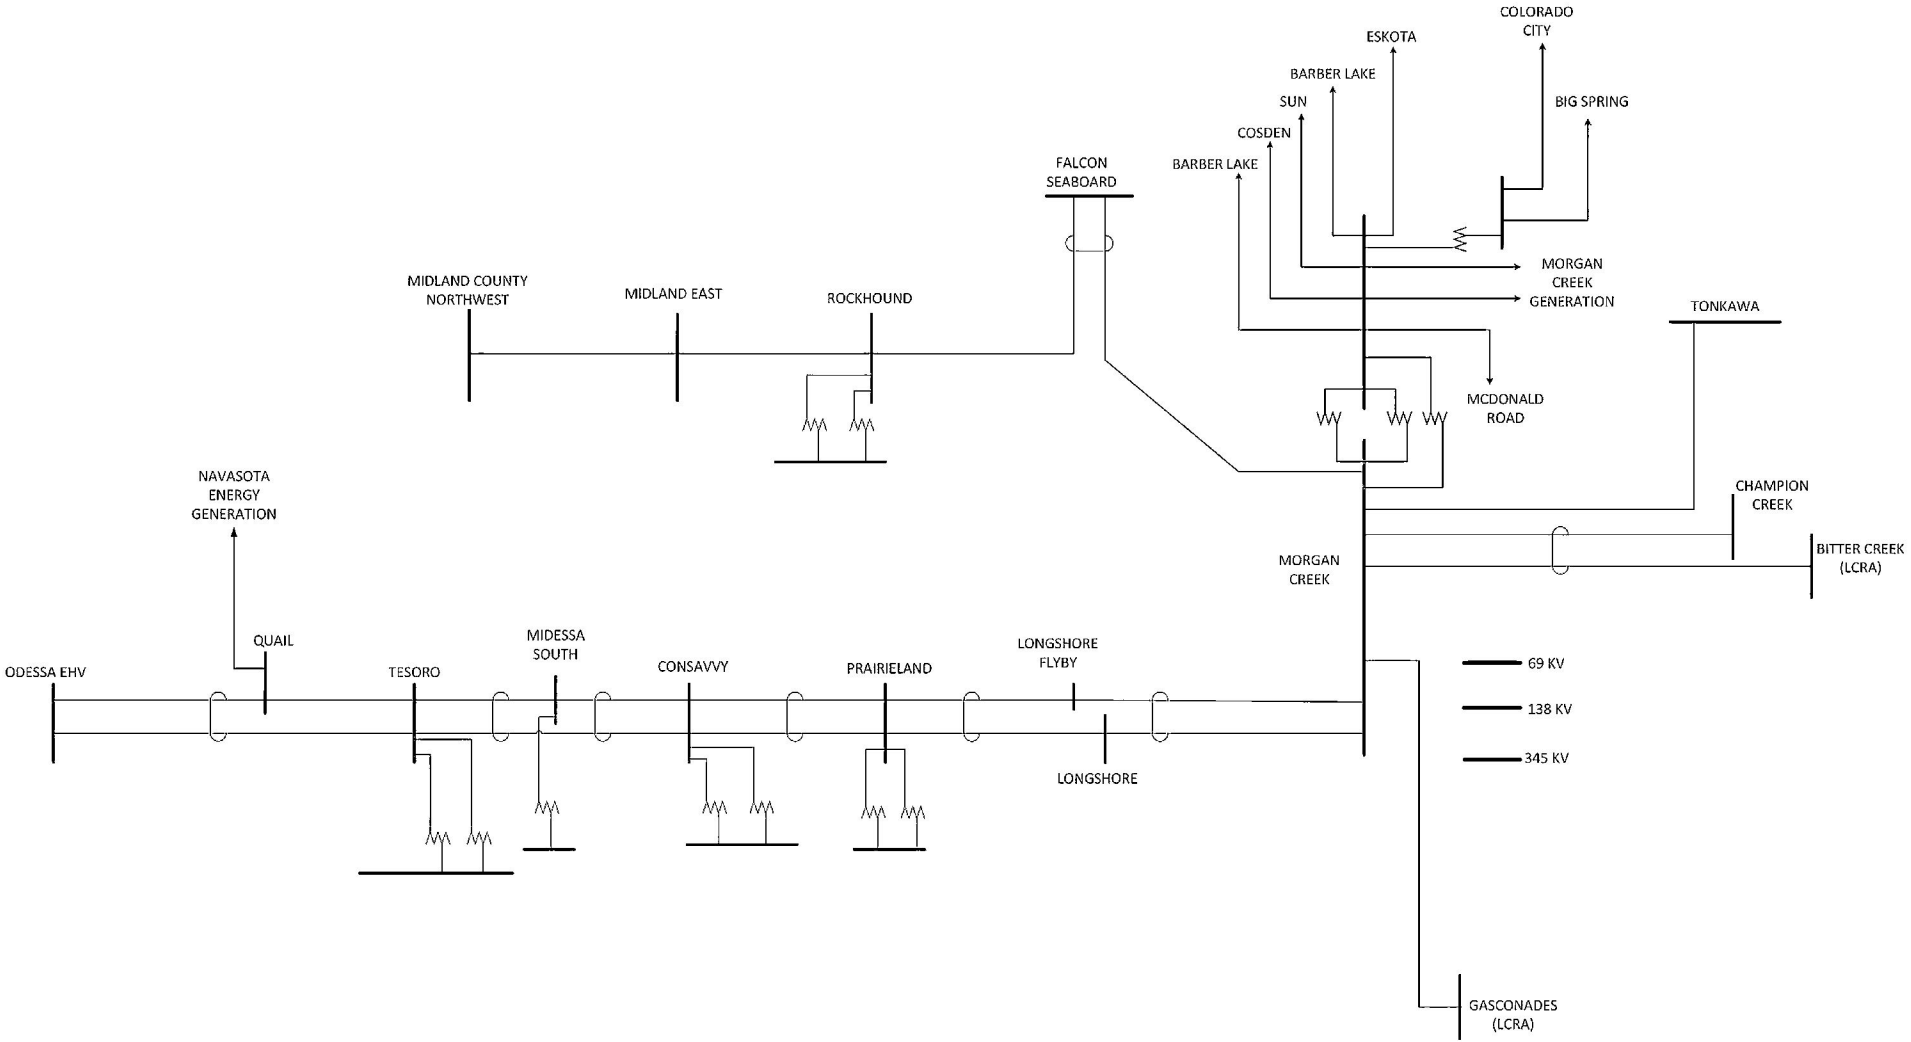 COLORADO
CITY
ESKOTA
BARBER LAKE
SUN
BIG SPRING
COSDEN
BARBER LAKE
FALCON
SEABOARD
MORGAN
CREEK
GENERATION
MIDLAND COUNTY
NORTHWEST
MIDLAND EAST
ROCKHOUND
TONKAWA
MCDONALD
ROAD
NAVASOTA
ENERGY
GENERATION
CHAMPION
CREEK
BITTER CREEK
(LCRA)
MORGAN
CREEK
ODESSA EHV
QUAIL
TESORO
MIDESSA
SOUTH
CONSAVVY
PRAIRIELAND
LONGSHORE
FLYBY
LONGSHORE
69 KV
138 KV
345 KV
GASCONADES
(LCRA)